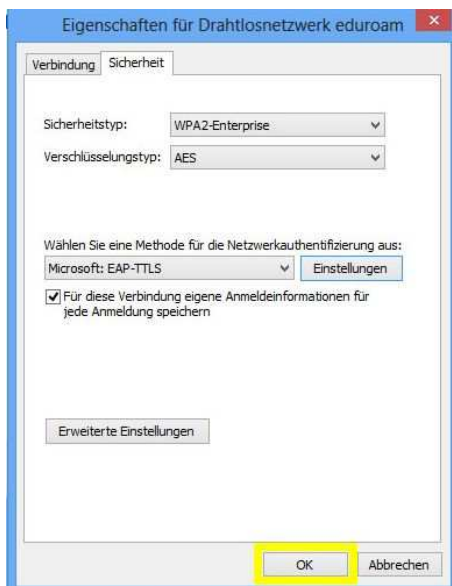 Eigenschaften für Drahtlosnetzwerk eduroam
Verbindung Sicherheit
Sicherheitstyp: WPA2-Enterprise
Verschlüsselungstyp: AES
Wählen Sie eine Methode für die Netzwerkauthentifizierung aus:
Microsoft: EAP-TTLS Einstellungen
Für diese Verbindung eigene Anmeldeinformationen für
jede Anmeldung speichern
Erweiterte Einstellungen
OK Abbrechen